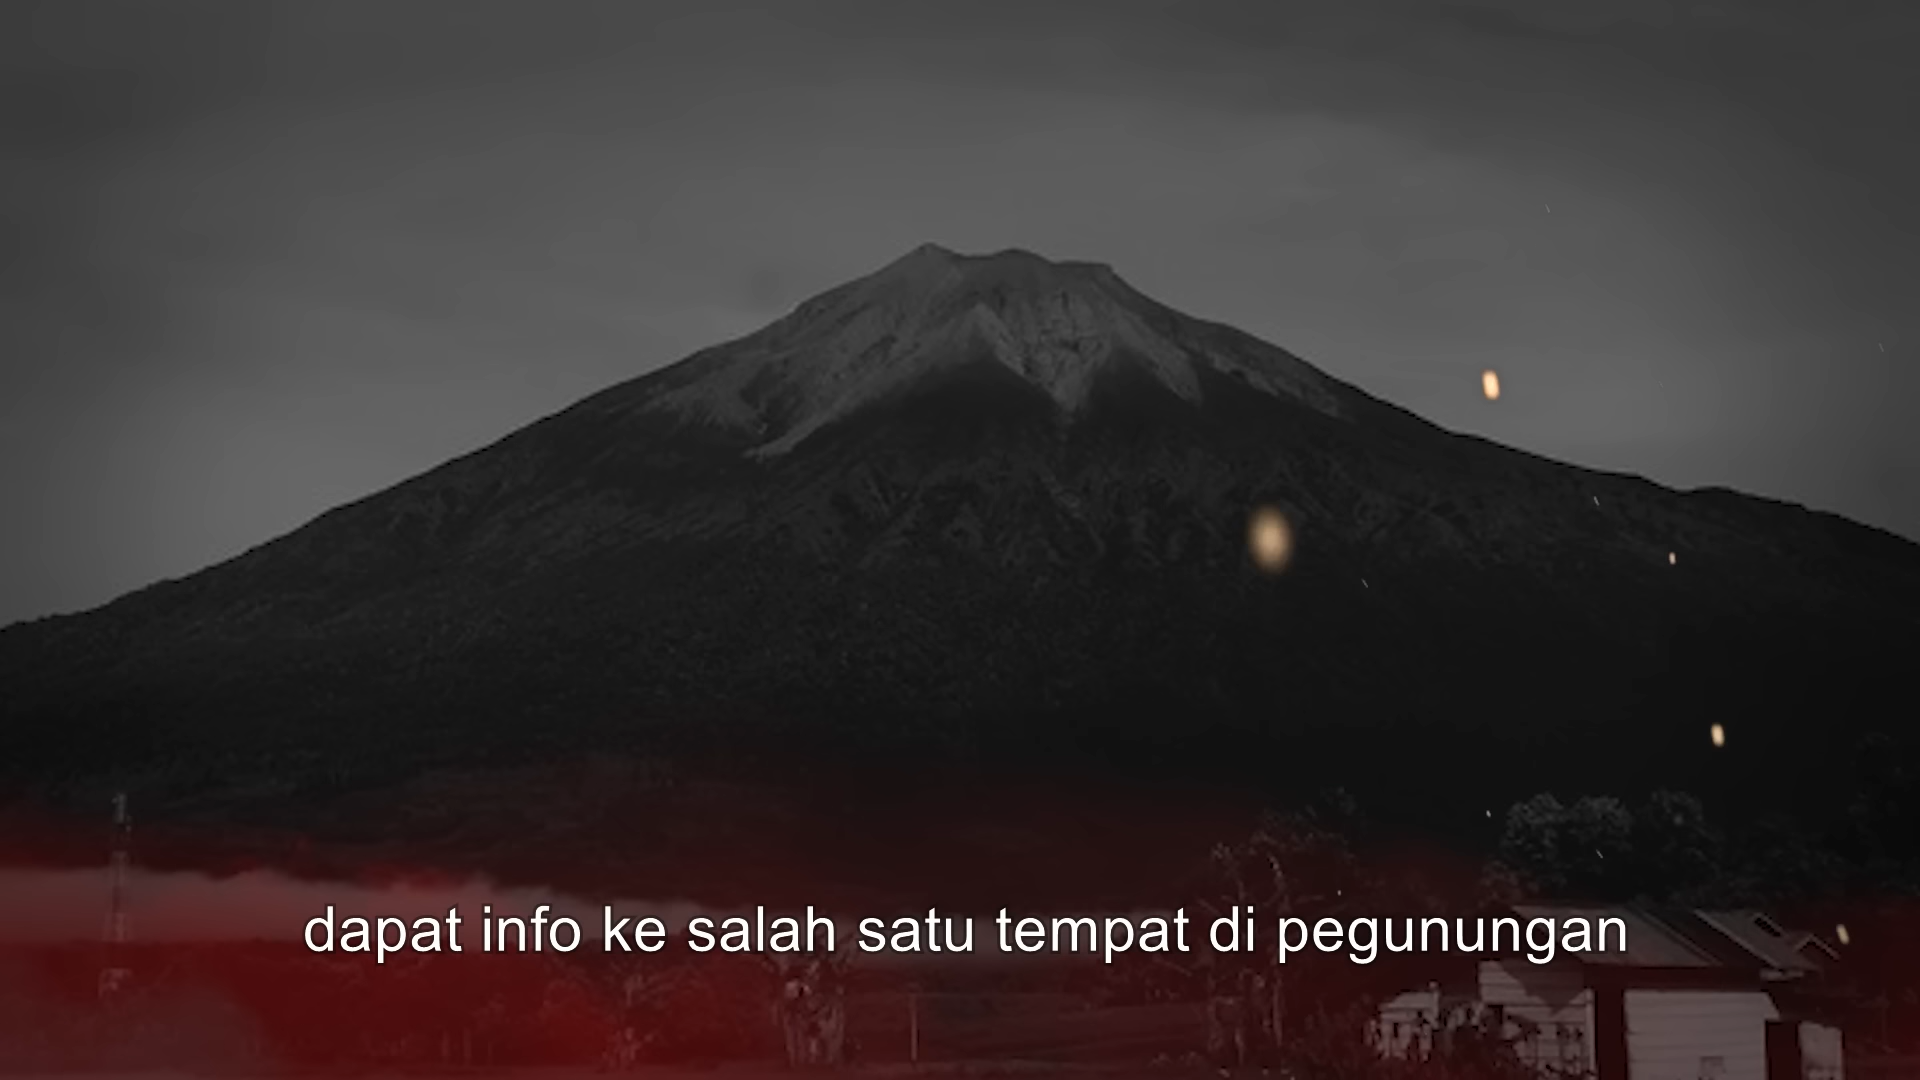 dapat info ke salah satu tempat di pegunungan